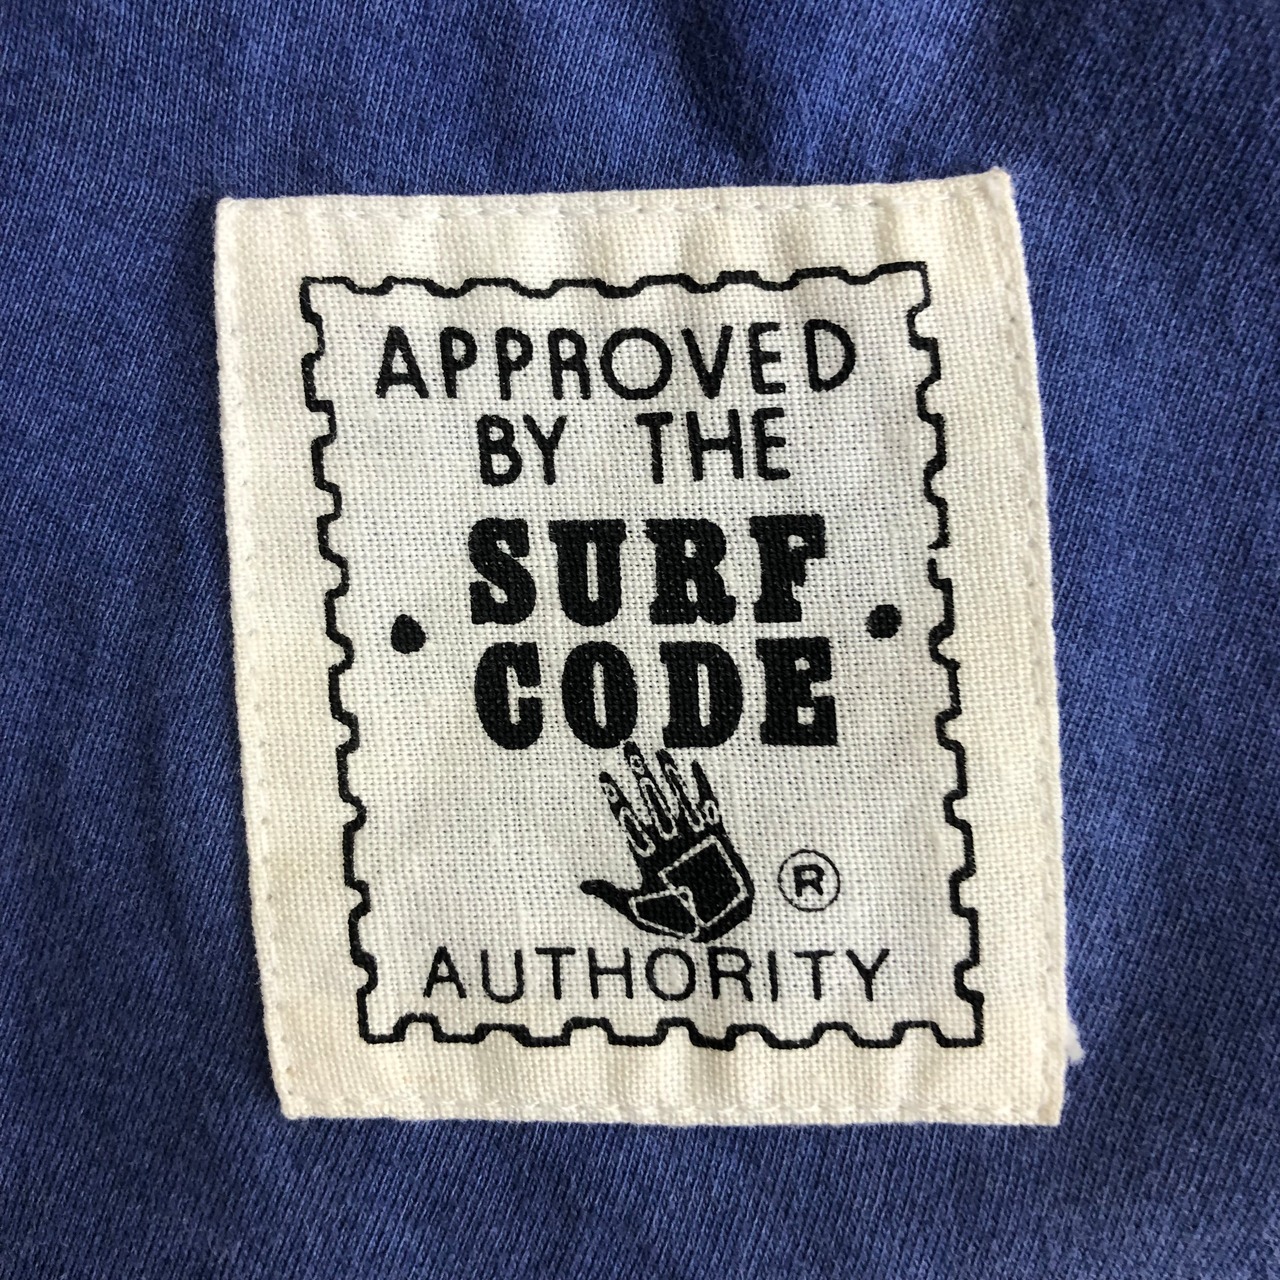 APPROVED
BY THE
SURF
CODE
®
AUTHORITY